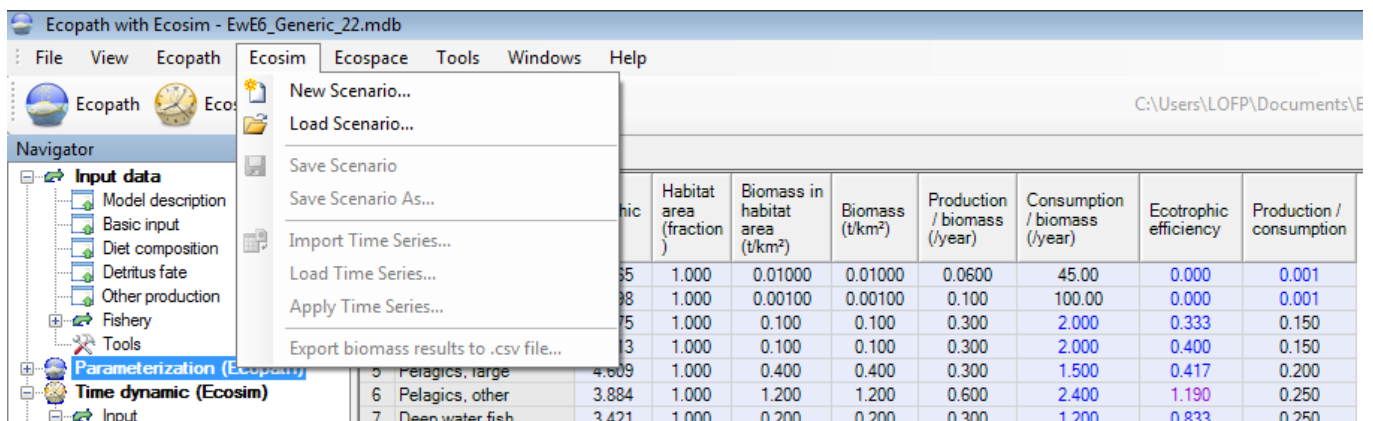 Ecopath with Ecosim - EwE6_Generic_22.mdb
File View Ecopath Ecosim Ecospace Tools Windows Help
Ecopath
C:\Users\LOFP\Documents\E
New Scenario...
Load Scenario...
Save Scenario
Save Scenario As...
Import Time Series...
Load Time Series...
Apply Time Series...
Export biomass results to .csv file...
Navigator
Input data
Model description
Basic input
Diet composition
Detritus fate
Other production
Fishery
Tools
Parameterization (Ecopath)
Time dynamic (Ecosim)
Input
hic
Habitat
area
(fraction
)
Biomass in
habitat
area
(t/km²)
Biomass
(t/km²)
Production
/ biomass
(/year)
Consumption
/ biomass
(/year)
Ecotrophic
efficiency
Production /
consumption
1.000 0.01000 0.01000 0.0600 45.00 0.000 0.001
1.000 0.00100 0.00100 0.100 100.00 0.000 0.001
1.000 0.100 0.100 0.300 2.000 0.333 0.150
1.000 0.100 0.100 0.300 2.000 0.400 0.150
5 Pelagics, large 4.609 1.000 0.400 0.400 0.300 1.500 0.417 0.200
6 Pelagics, other 3.884 1.000 1.200 1.200 0.600 2.400 1.190 0.250
7 Deep water fish 3.421 1.000 0.200 0.200 0.300 1.200 0.833 0.250